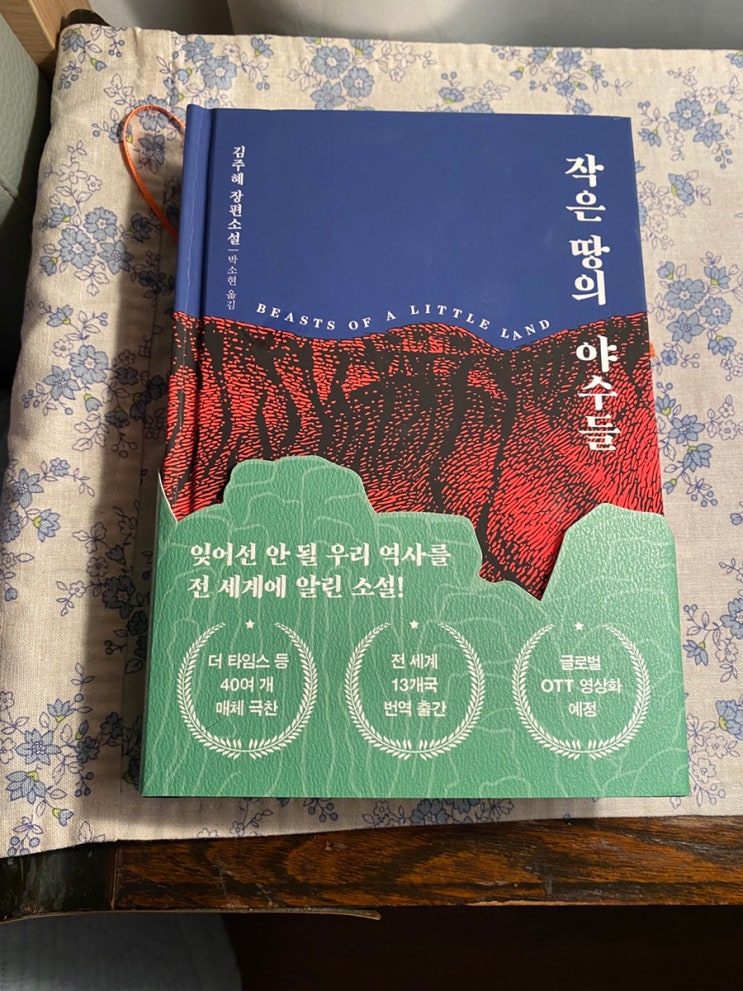 작은 땅의 야수들
김주혜 장편소설 | 박소현 옮김
BEASTS OF A LITTLE LAND
잊어선 안 될 우리 역사를
전 세계에 알린 소설!
더 타임스 등
40여 개
매체 극찬
전 세계
13개국
번역 출간
글로벌
OTT 영상화
예정